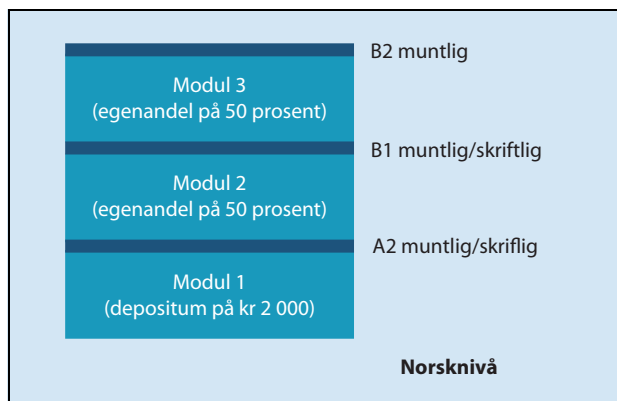 B2 muntlig
Modul 3
(egenandel på 50 prosent)
B1 muntlig/skriftlig
Modul 2
(egenandel på 50 prosent)
A2 muntlig/skriflig
Modul 1
(depositum på kr 2 000)
Norsknivå